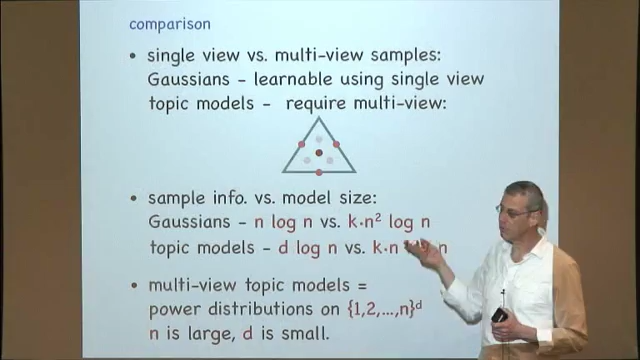 comparison
• single view vs. multi-view samples:
Gaussians - learnable using single view
topic models - require multi-view:
• sample info. vs. model size:
Gaussians - n log n vs. k·n² log n
topic models - d log n vs. k·n n
• multi-view topic models =
power distributions on {1,2,...,n}ᵈ
n is large, d is small.